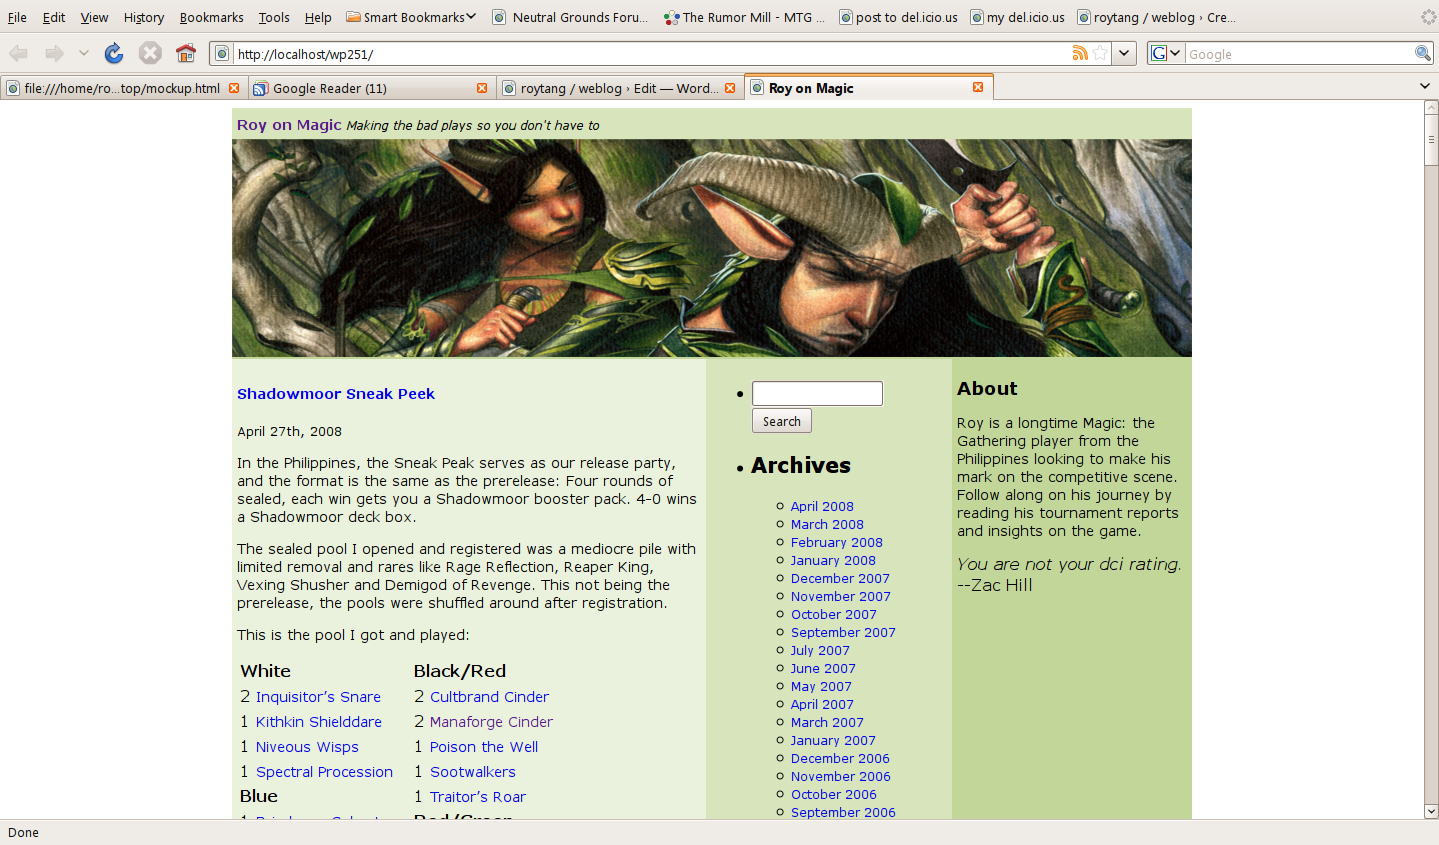 File Edit View History Bookmarks Tools Help Smart Bookmarks Neutral Grounds Foru... The Rumor Mill - MTG ... post to del.icio.us my del.icio.us roytang / weblog › Cre...
http://localhost/wp251/ Google
file:///home/ro...top/mockup.html Google Reader (11) roytang / weblog › Edit — Word... Roy on Magic
Roy on Magic Making the bad plays so you don't have to
Shadowmoor Sneak Peek
April 27th, 2008
In the Philippines, the Sneak Peak serves as our release party,
and the format is the same as the prerelease: Four rounds of
sealed, each win gets you a Shadowmoor booster pack. 4-0 wins
a Shadowmoor deck box.
The sealed pool I opened and registered was a mediocre pile with
limited removal and rares like Rage Reflection, Reaper King,
Vexing Shusher and Demigod of Revenge. This not being the
prerelease, the pools were shuffled around after registration.
This is the pool I got and played:
White
2 Inquisitor's Snare
1 Kithkin Shielddare
1 Niveous Wisps
1 Spectral Procession
Blue
Black/Red
2 Cultbrand Cinder
2 Manaforge Cinder
1 Poison the Well
1 Sootwalkers
1 Traitor's Roar
Red/Green
Search
Archives
April 2008
March 2008
February 2008
January 2008
December 2007
November 2007
October 2007
September 2007
July 2007
June 2007
May 2007
April 2007
March 2007
January 2007
December 2006
November 2006
October 2006
September 2006
About
Roy is a longtime Magic: the
Gathering player from the
Philippines looking to make his
mark on the competitive scene.
Follow along on his journey by
reading his tournament reports
and insights on the game.
You are not your dci rating.
--Zac Hill
Done